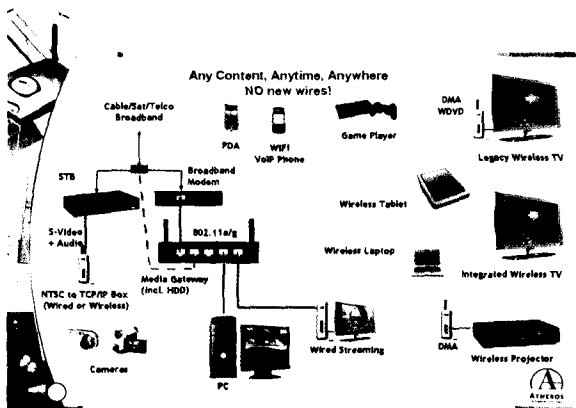 Any Content, Anytime, Anywhere
NO new wires!
Cable/Sat/Telco
Broadband
PDA
WIFI
VoIP Phone
Game Player
DMA
WDVD
Legacy Wireless TV
STB
Broadband
Modem
Wireless Tablet
S-Video
+ Audio
802.11a/g
Wireless Laptop
Integrated Wireless TV
NTSC to TCP/IP Box
(Wired or Wireless)
Media Gateway
(incl. HDD)
Cameras
PC
Wired Streaming
DMA
Wireless Projector
ATHEROS